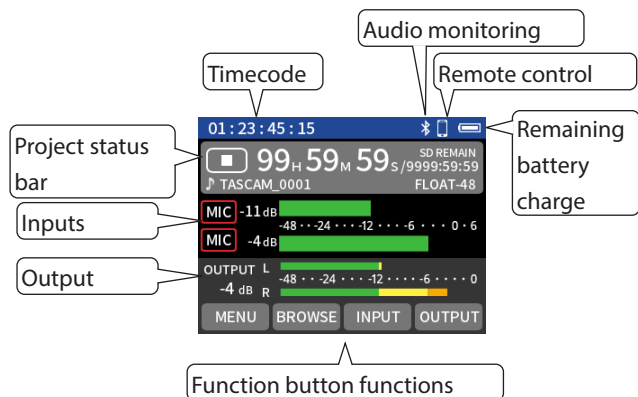 Audio monitoring
Timecode
Remote control
01 : 23 : 45 : 15
Remaining
battery
charge
Project status
bar
99H 59M 59S /9999:59:59
SD REMAIN
♪ TASCAM_0001
FLOAT-48
Inputs
MIC -11 dB
-48 · · · -24 · · · · -12 · · · · -6 · · · · 0 · 6
MIC -4 dB
Output
OUTPUT L
-48 · · -24 · · · -12 · · · · -6 · · · · 0
-4 dB R
MENU BROWSE INPUT OUTPUT
Function button functions